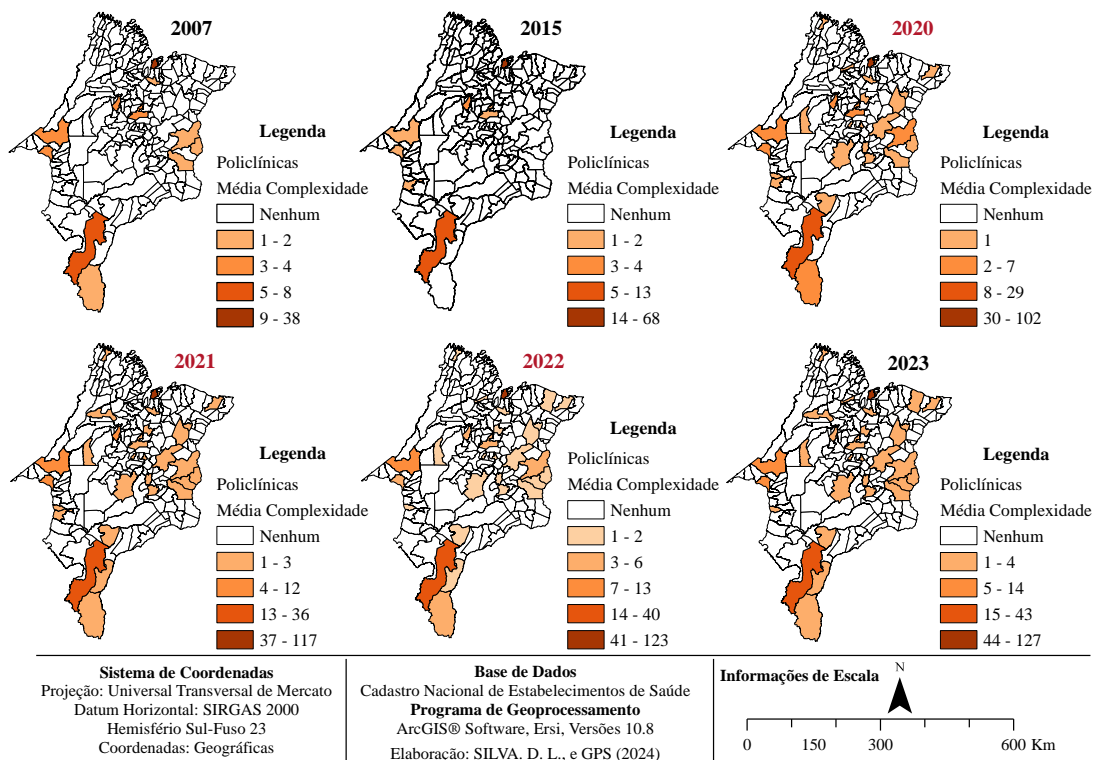 2007
Legenda
Policlínicas
Média Complexidade
Nenhum
1 - 2
3 - 4
5 - 8
9 - 38
2015
Legenda
Policlínicas
Média Complexidade
Nenhum
1 - 2
3 - 4
5 - 13
14 - 68
2020
Legenda
Policlínicas
Média Complexidade
Nenhum
1
2 - 7
8 - 29
30 - 102
2021
Legenda
Policlínicas
Média Complexidade
Nenhum
1 - 3
4 - 12
13 - 36
37 - 117
2022
Legenda
Policlínicas
Média Complexidade
Nenhum
1 - 2
3 - 6
7 - 13
14 - 40
41 - 123
2023
Legenda
Policlínicas
Média Complexidade
Nenhum
1 - 4
5 - 14
15 - 43
44 - 127
Sistema de Coordenadas
Projeção: Universal Transversal de Mercato
Datum Horizontal: SIRGAS 2000
Hemisfério Sul-Fuso 23
Coordenadas: Geográficas
Base de Dados
Cadastro Nacional de Estabelecimentos de Saúde
Programa de Geoprocessamento
ArcGIS® Software, Ersi, Versões 10.8
Elaboração: SILVA. D. L., e GPS (2024)
Informações de Escala
N
0 150 300 600 Km